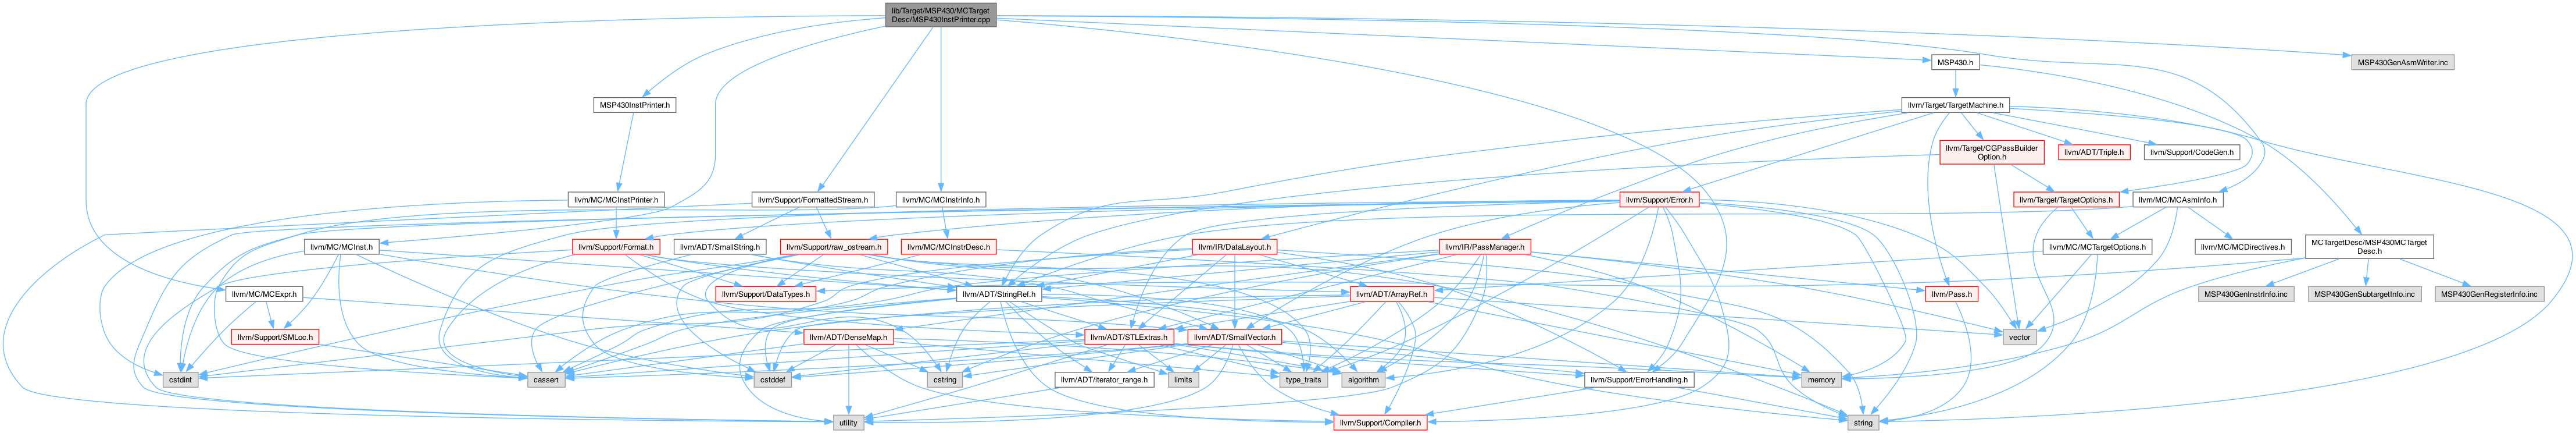 lib/Target/MSP430/MCTarget
Desc/MSP430InstPrinter.cpp
MSP430.h
MSP430GenAsmWriter.inc
MSP430InstPrinter.h
llvm/Target/TargetMachine.h
llvm/Target/CGPassBuilder
Option.h
llvm/ADT/Triple.h
llvm/Support/CodeGen.h
llvm/MC/MCInstPrinter.h
llvm/Support/FormattedStream.h
llvm/MC/MCInstrInfo.h
llvm/Support/Error.h
llvm/Target/TargetOptions.h
llvm/MC/MCAsmInfo.h
llvm/MC/MCInst.h
llvm/Support/Format.h
llvm/ADT/SmallString.h
llvm/Support/raw_ostream.h
llvm/MC/MCInstrDesc.h
llvm/IR/DataLayout.h
llvm/IR/PassManager.h
llvm/MC/MCTargetOptions.h
llvm/MC/MCDirectives.h
MCTargetDesc/MSP430MCTarget
Desc.h
llvm/MC/MCExpr.h
llvm/Support/DataTypes.h
llvm/ADT/StringRef.h
llvm/ADT/ArrayRef.h
llvm/Pass.h
MSP430GenInstrInfo.inc
MSP430GenSubtargetInfo.inc
MSP430GenRegisterInfo.inc
llvm/Support/SMLoc.h
llvm/ADT/DenseMap.h
llvm/ADT/STLExtras.h
llvm/ADT/SmallVector.h
vector
cstdint
cassert
cstddef
cstring
llvm/ADT/iterator_range.h
limits
type_traits
algorithm
llvm/Support/ErrorHandling.h
memory
utility
llvm/Support/Compiler.h
string